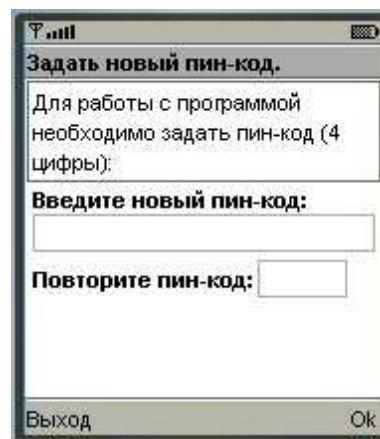 Задать новый пин-код.
Для работы с программой
необходимо задать пин-код (4
цифры):
Введите новый пин-код:
Повторите пин-код:
Выход Ok